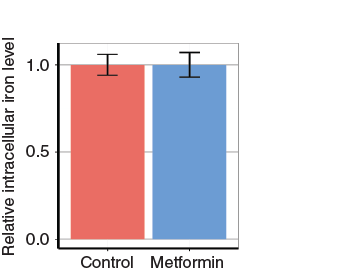 Relative intracellular iron level
1.0
0.5
0.0
Control Metformin